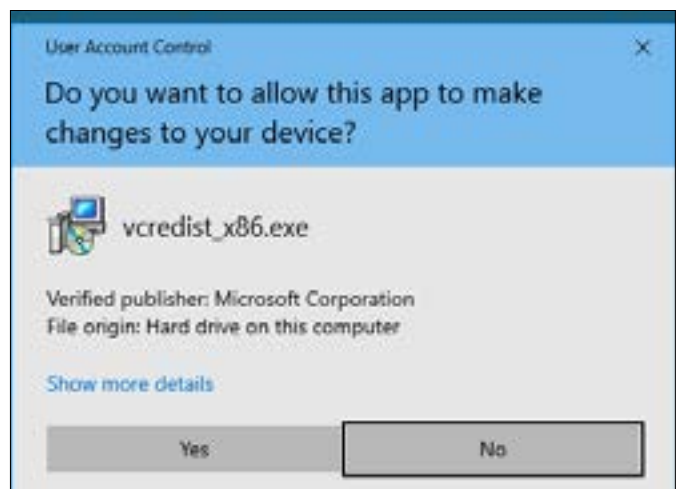 User Account Control
Do you want to allow this app to make
changes to your device?
vcredist_x86.exe
Verified publisher: Microsoft Corporation
File origin: Hard drive on this computer
Show more details
Yes
No